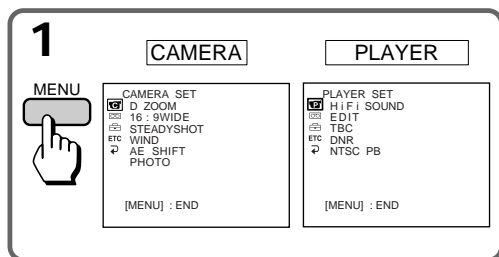 1
CAMERA
PLAYER
MENU
CAMERA SET
C D ZOOM
16 : 9WIDE
STEADYSHOT
ETC WIND
AE SHIFT
PHOTO
[MENU] : END
PLAYER SET
P HiFi SOUND
EDIT
TBC
ETC DNR
NTSC PB
[MENU] : END